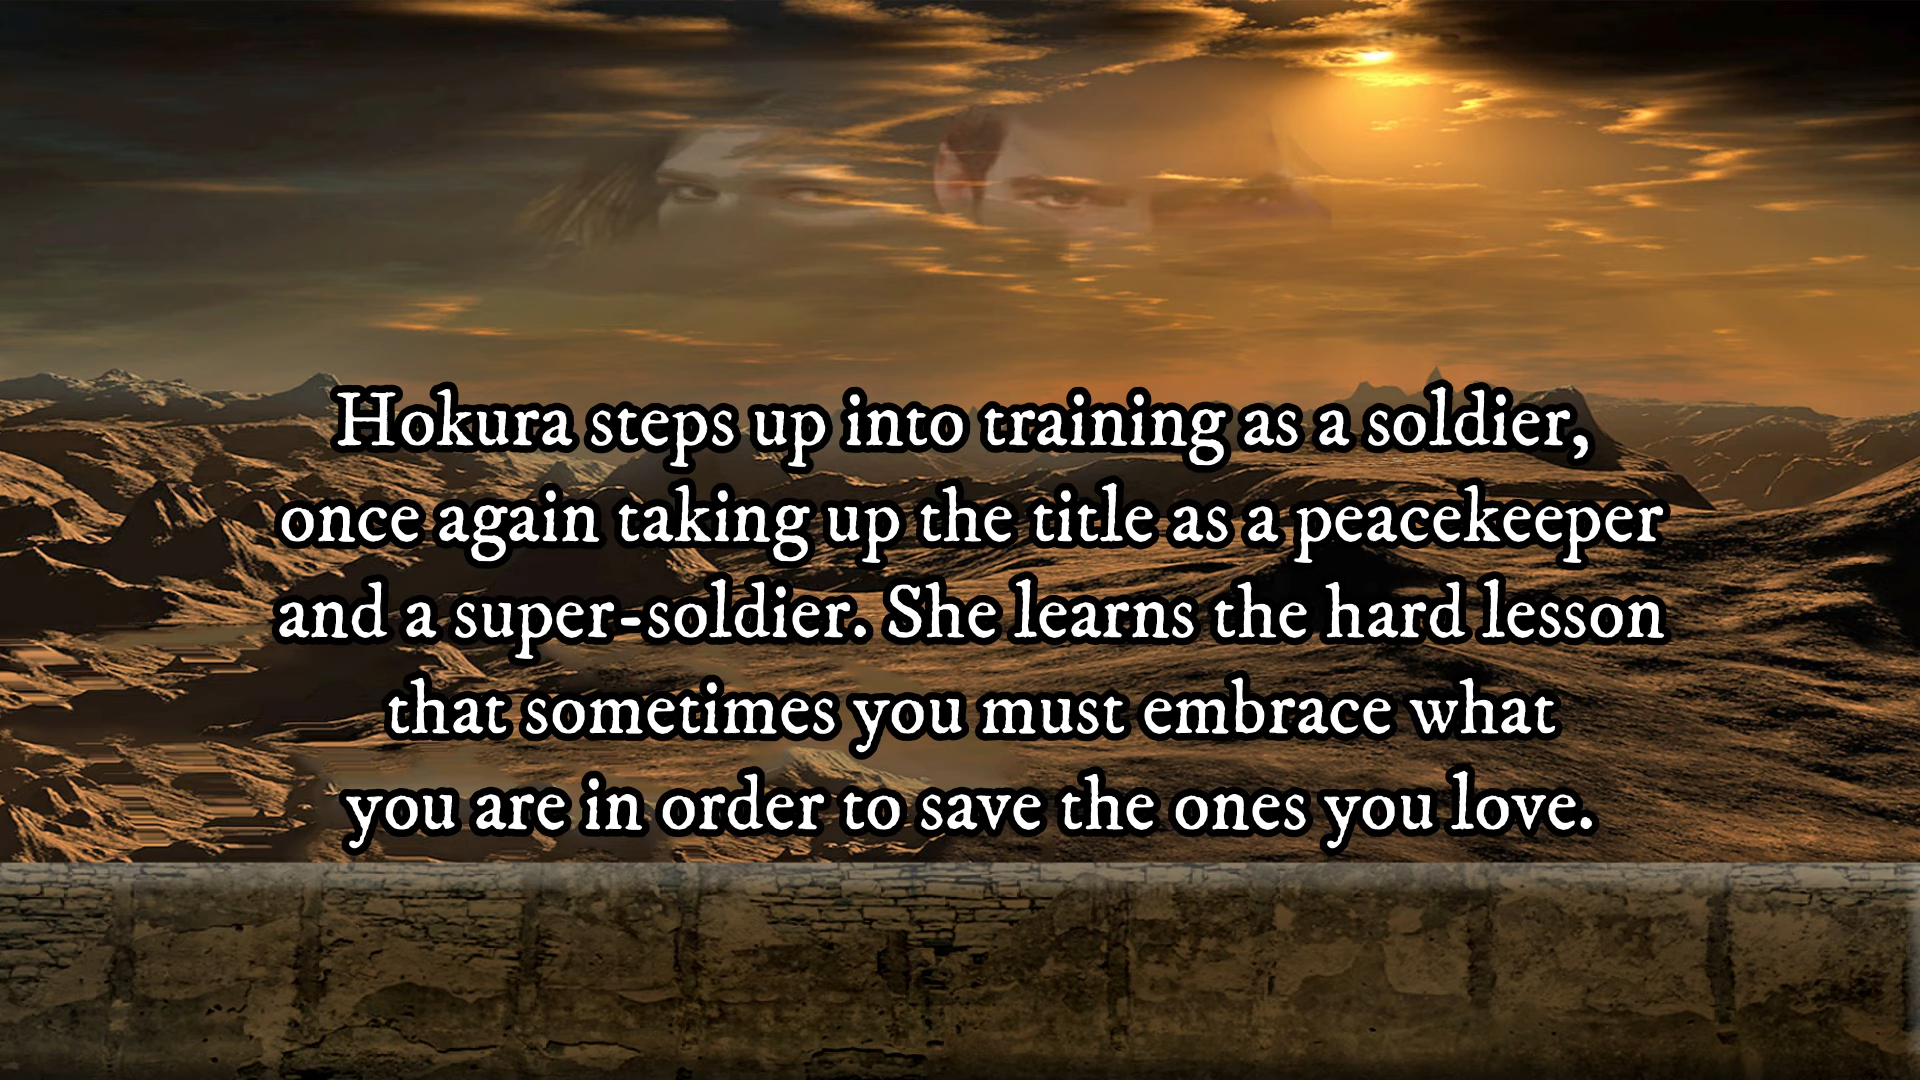 Hokura steps up into training as a soldier,
once again taking up the title as a peacekeeper
and a super-soldier. She learns the hard lesson
that sometimes you must embrace what
you are in order to save the ones you love.